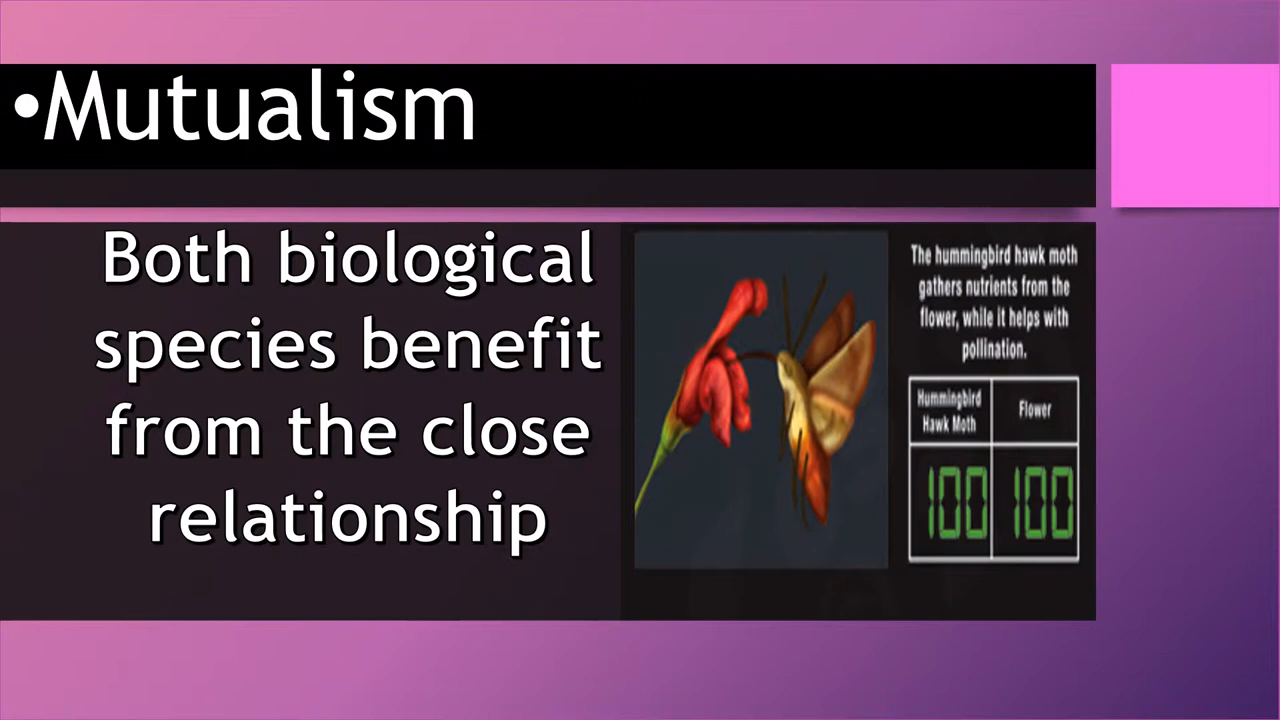 •Mutualism
Both biological
species benefit
from the close
relationship
The hummingbird hawk moth
gathers nutrients from the
flower, while it helps with
pollination.
Hummingbird
Hawk Moth
Flower
100
100